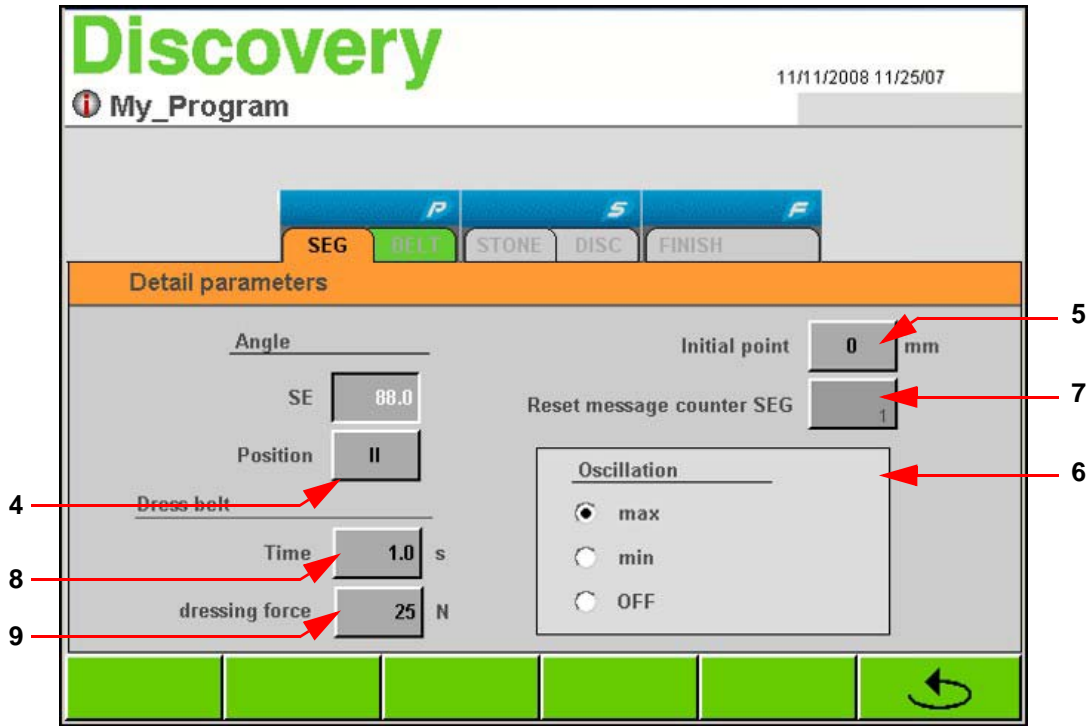 Discovery
11/11/2008 11/25/07
My_Program
P S F
SEG BELT STONE DISC FINISH
Detail parameters
Angle
SE 88.0
Position II
Dress belt
Time 1.0 s
dressing force 25 N
Initial point 0 mm
Reset message counter SEG 1
Oscillation
max
min
OFF
4
8
9
5
7
6